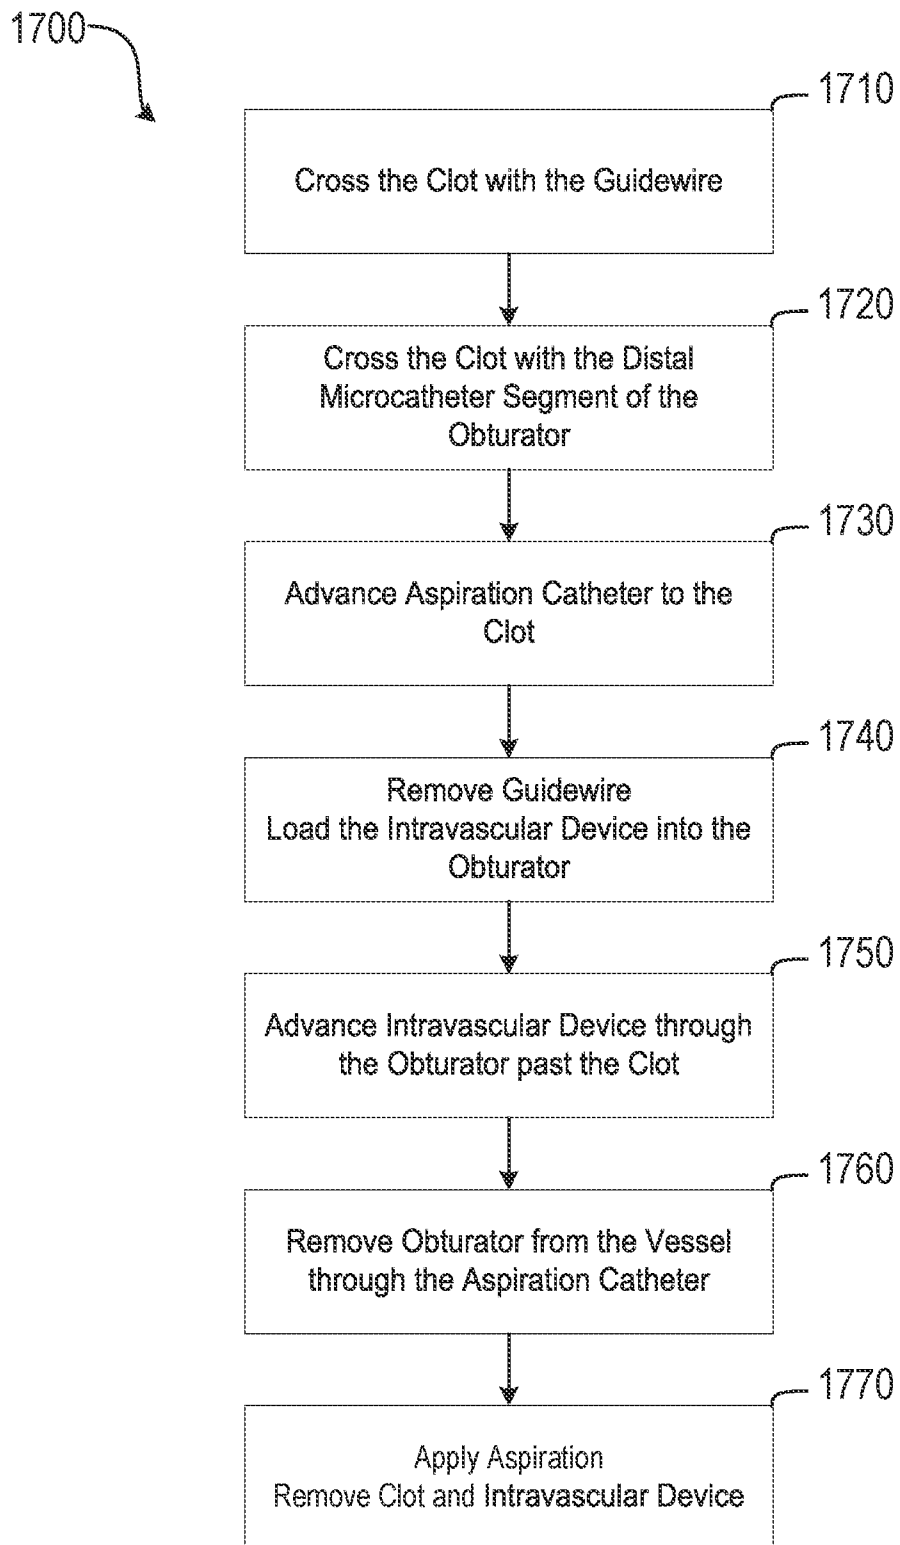 1700
1710
Cross the Clot with the Guidewire
1720
Cross the Clot with the Distal
Microcatheter Segment of the
Obturator
1730
Advance Aspiration Catheter to the
Clot
1740
Remove Guidewire
Load the Intravascular Device into the
Obturator
1750
Advance Intravascular Device through
the Obturator past the Clot
1760
Remove Obturator from the Vessel
through the Aspiration Catheter
1770
Apply Aspiration
Remove Clot and Intravascular Device